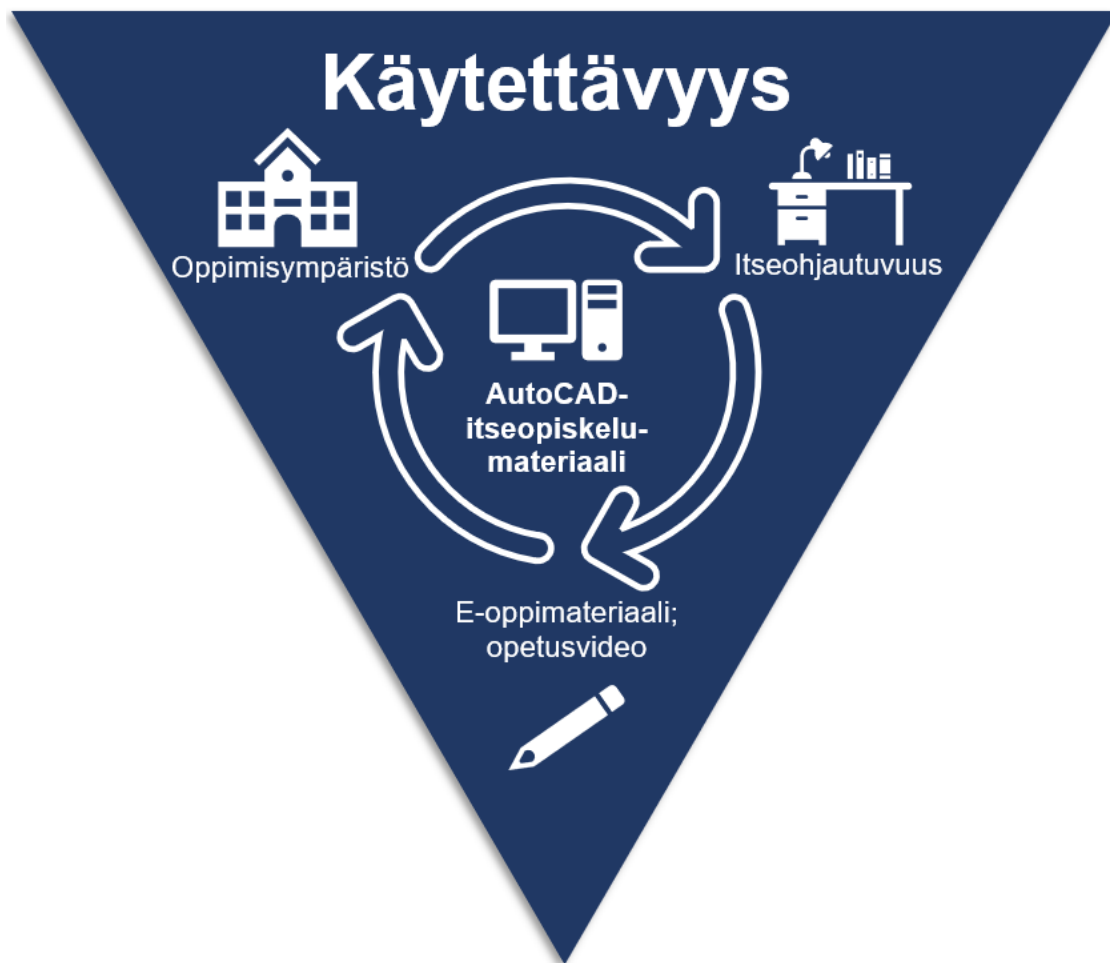 Käytettävyys
Oppimisympäristö
Itseohjautuvuus
AutoCAD-
itseopiskelu-
materiaali
E-oppimateriaali;
opetusvideo